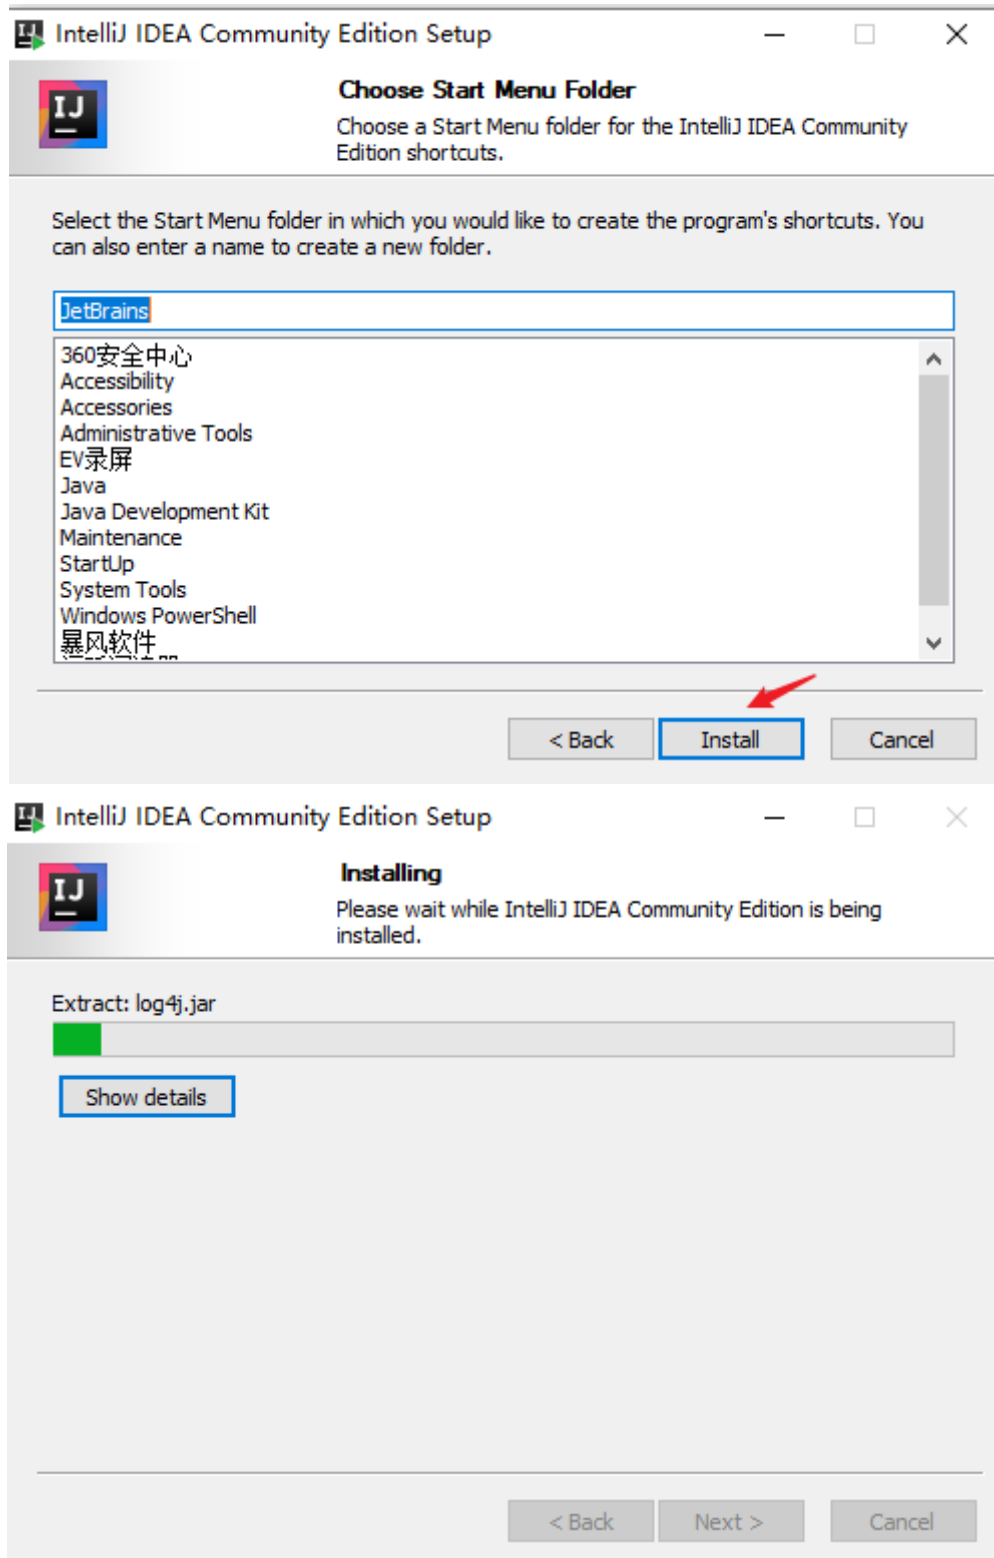 IntelliJ IDEA Community Edition Setup
IJ
Choose Start Menu Folder
Choose a Start Menu folder for the IntelliJ IDEA Community
Edition shortcuts.
Select the Start Menu folder in which you would like to create the program's shortcuts. You
can also enter a name to create a new folder.
JetBrains
360安全中心
Accessibility
Accessories
Administrative Tools
EV录屏
Java
Java Development Kit
Maintenance
StartUp
System Tools
Windows PowerShell
暴风软件
< Back
Install
Cancel
IntelliJ IDEA Community Edition Setup
IJ
Installing
Please wait while IntelliJ IDEA Community Edition is being
installed.
Extract: log4j.jar
Show details
< Back
Next >
Cancel